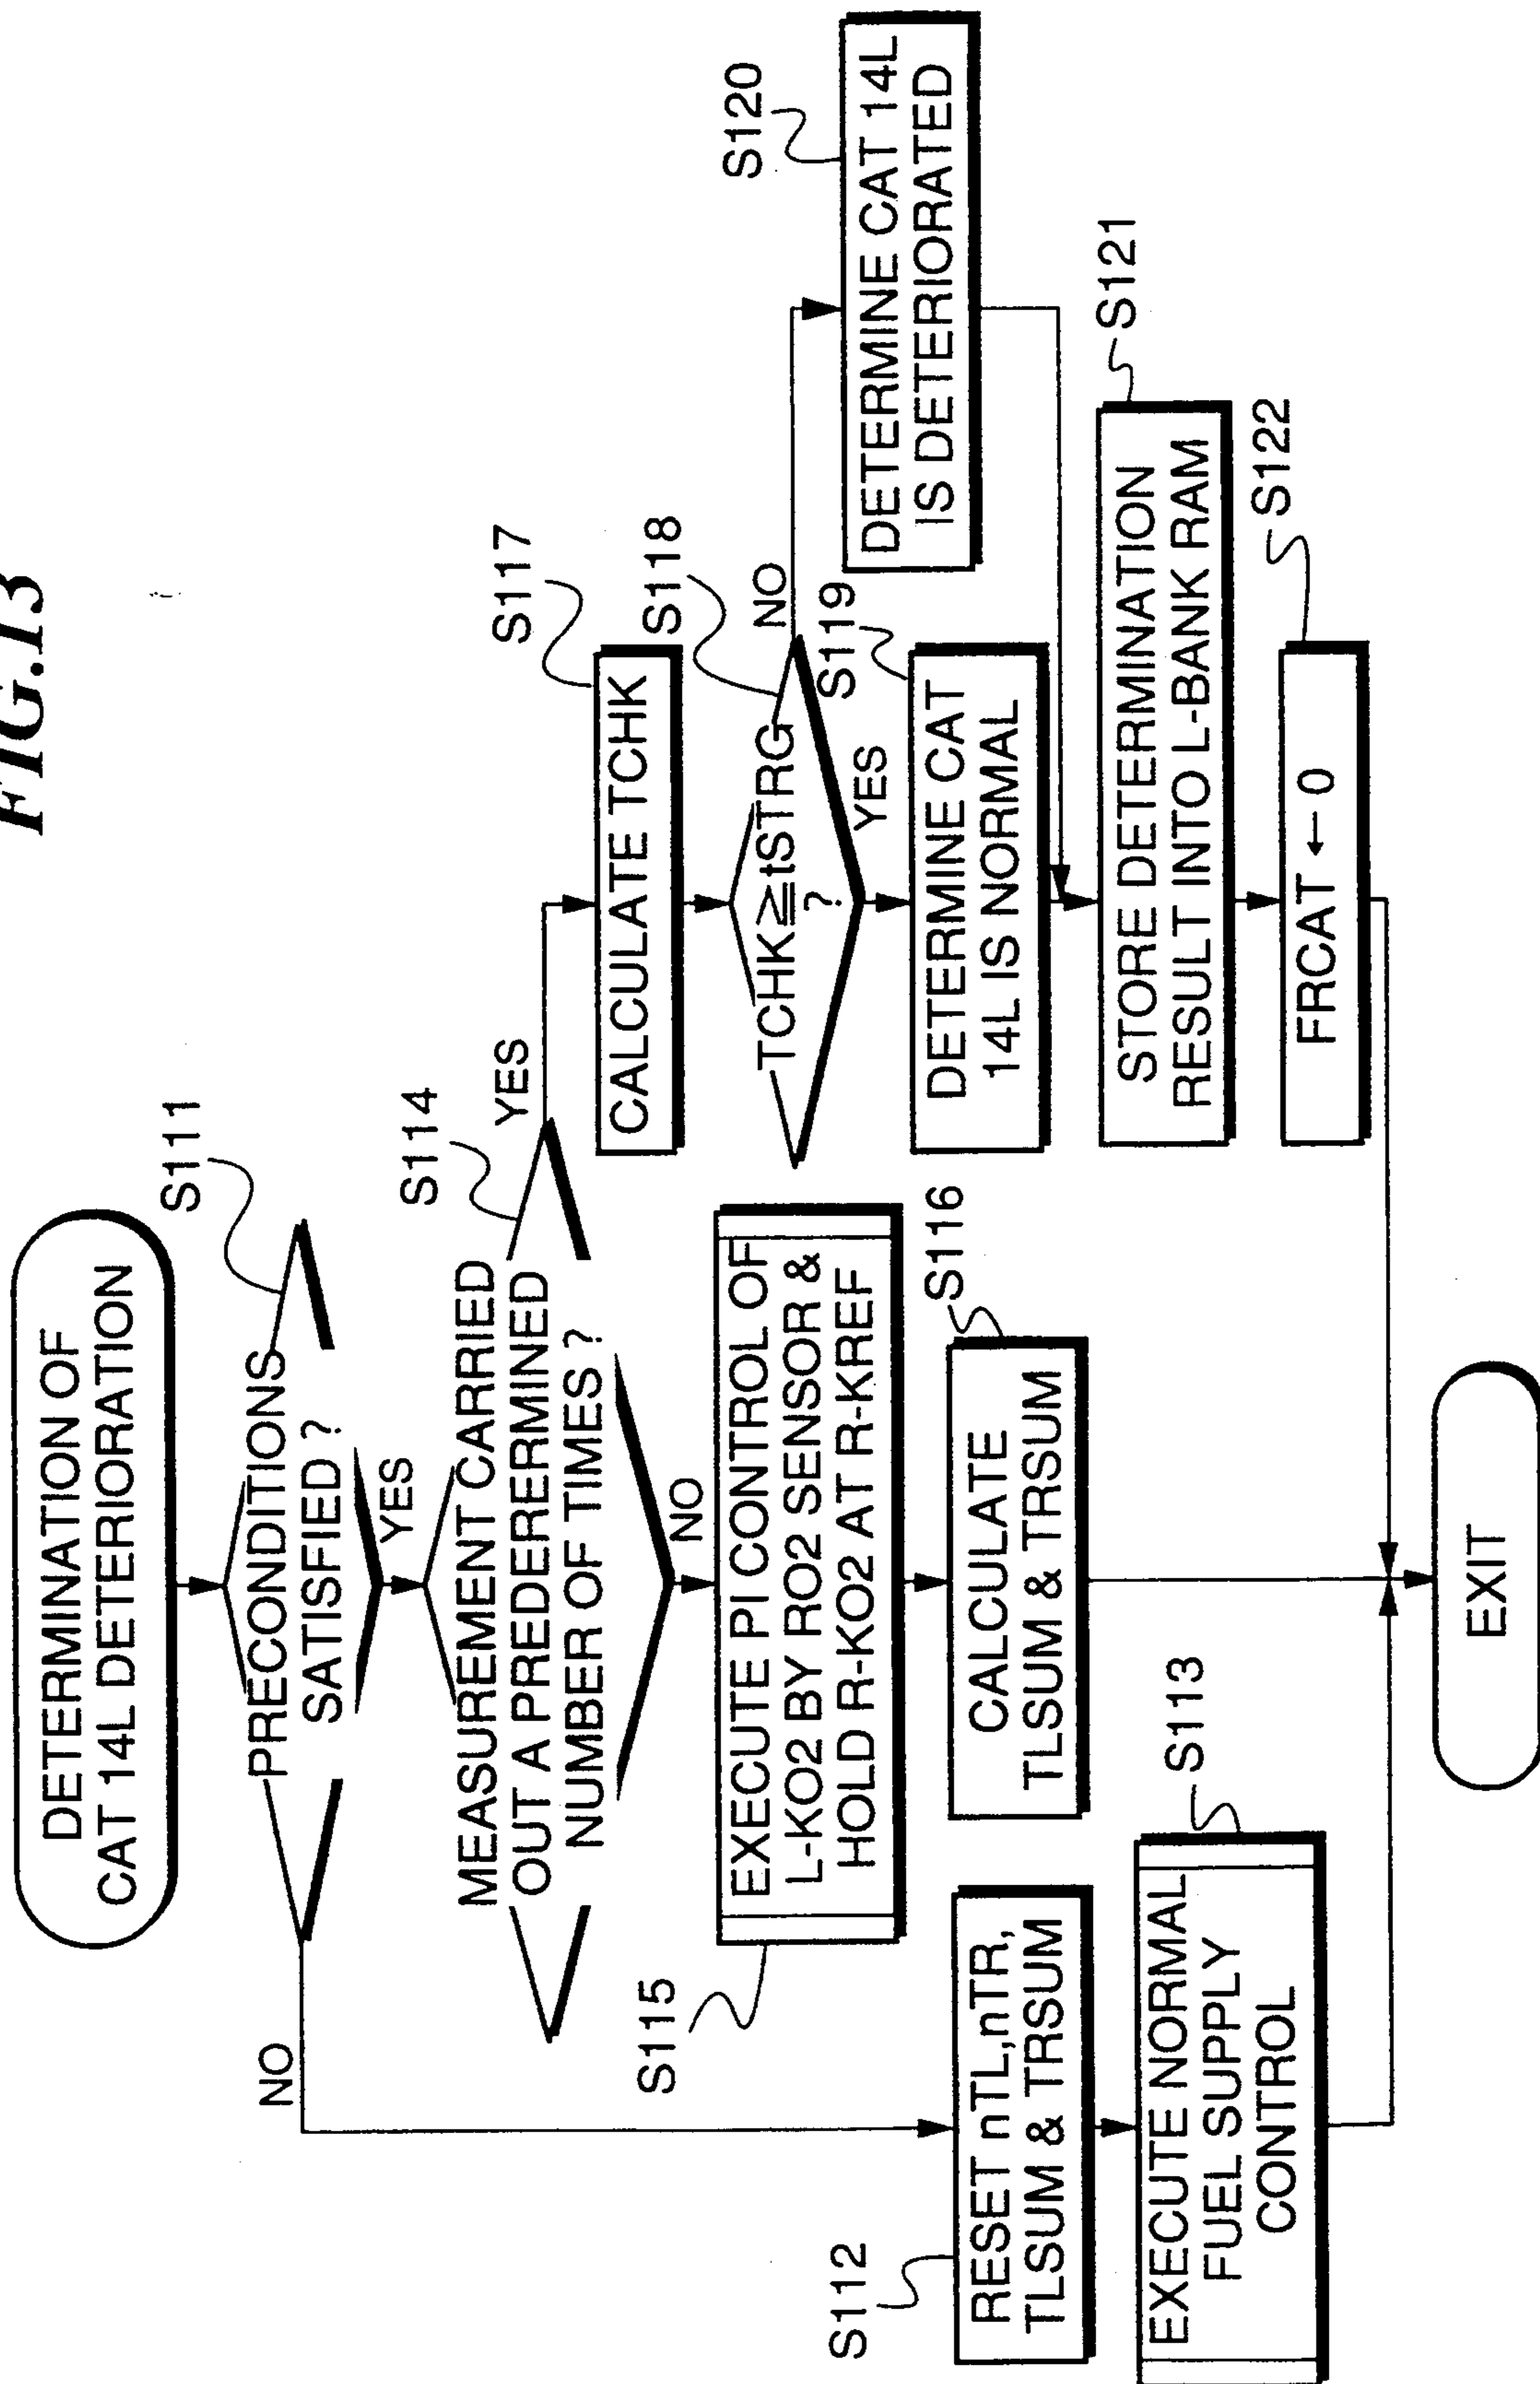 FIG.13
DETERMINATION OF
CAT 14L DETERIORATION
S111
PRECONDITIONS
SATISFIED ?
NO
YES
S114
MEASUREMENT CARRIED
OUT A PREDERERMINED
NUMBER OF TIMES ?
YES
NO
S115
EXECUTE PI CONTROL OF
L-KO2 BY RO2 SENSOR &
HOLD R-KO2 AT R-KREF
S116
CALCULATE
TLSUM & TRSUM
S112
RESET nTL,nTR,
TLSUM & TRSUM
S113
EXECUTE NORMAL
FUEL SUPPLY
CONTROL
S117
CALCULATE TCHK
S118
TCHK≧tSTRG
?
NO
YES
S119
DETERMINE CAT
14L IS NORMAL
S120
DETERMINE CAT 14L
IS DETERIORATED
S121
STORE DETERMINATION
RESULT INTO L-BANK RAM
S122
FRCAT ← 0
EXIT